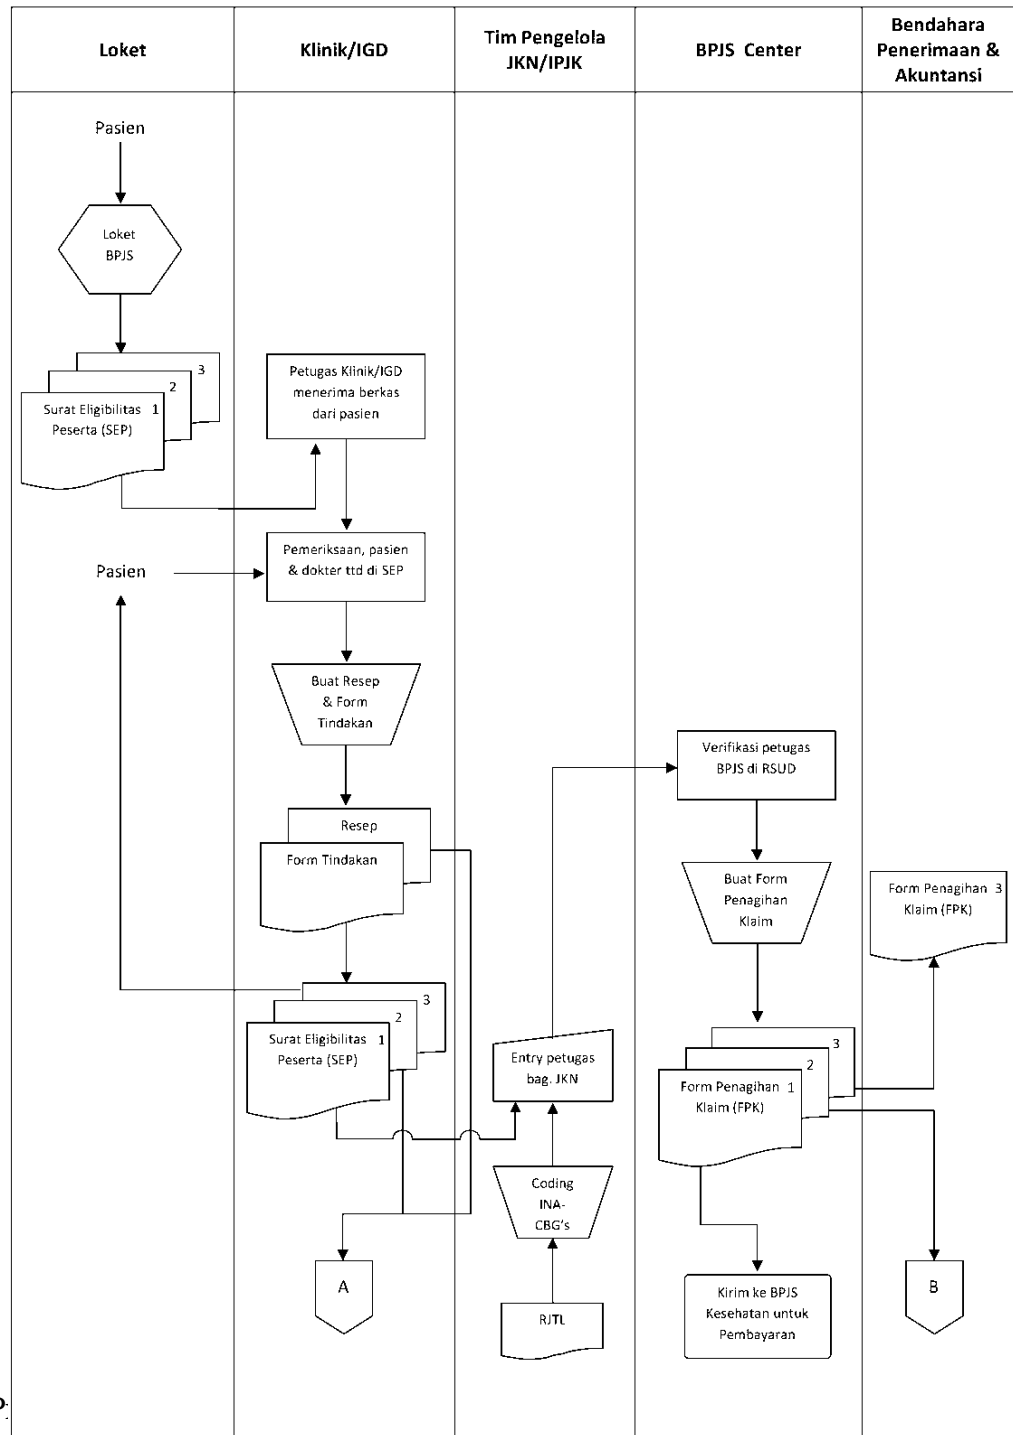 Loket
Klinik/IGD
Tim Pengelola
JKN/IPJK
BPJS Center
Bendahara
Penerimaan &
Akuntansi
Pasien
Loket
BPJS
3
2
Surat Eligibilitas 1
Peserta (SEP)
Petugas Klinik/IGD
menerima berkas
dari pasien
Pasien
Pemeriksaan, pasien
& dokter ttd di SEP
Buat Resep
& Form
Tindakan
Resep
Form Tindakan
3
2
Surat Eligibilitas 1
Peserta (SEP)
A
Entry petugas
bag. JKN
Coding
INA-
CBG's
RJTL
Verifikasi petugas
BPJS di RSUD
Buat Form
Penagihan
Klaim
3
2
Form Penagihan 1
Klaim (FPK)
Kirim ke BPJS
Kesehatan untuk
Pembayaran
Form Penagihan 3
Klaim (FPK)
B